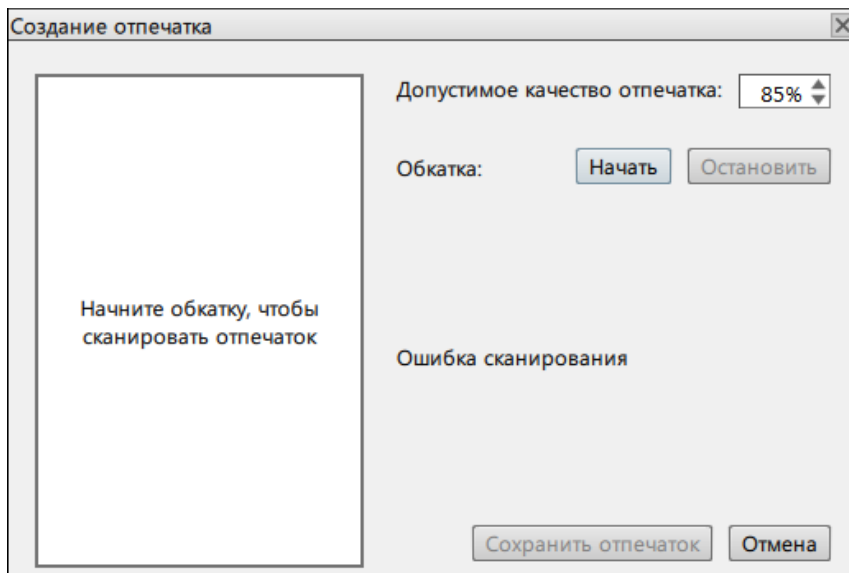 Создание отпечатка
Допустимое качество отпечатка: 85%
Обкатка: Начать Остановить
Начните обкатку, чтобы
сканировать отпечаток
Ошибка сканирования
Сохранить отпечаток Отмена